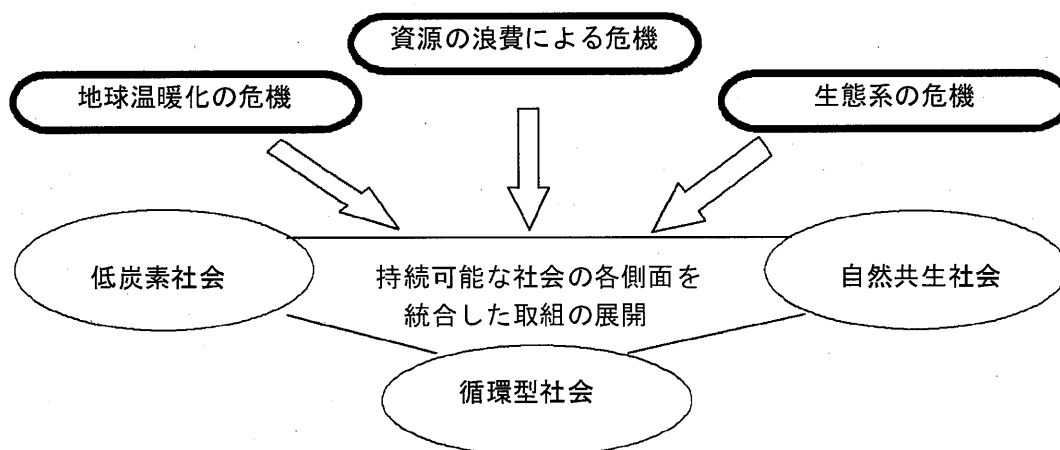 資源の浪費による危機
地球温暖化の危機
生態系の危機
低炭素社会
持続可能な社会の各側面を
統合した取組の展開
自然共生社会
循環型社会